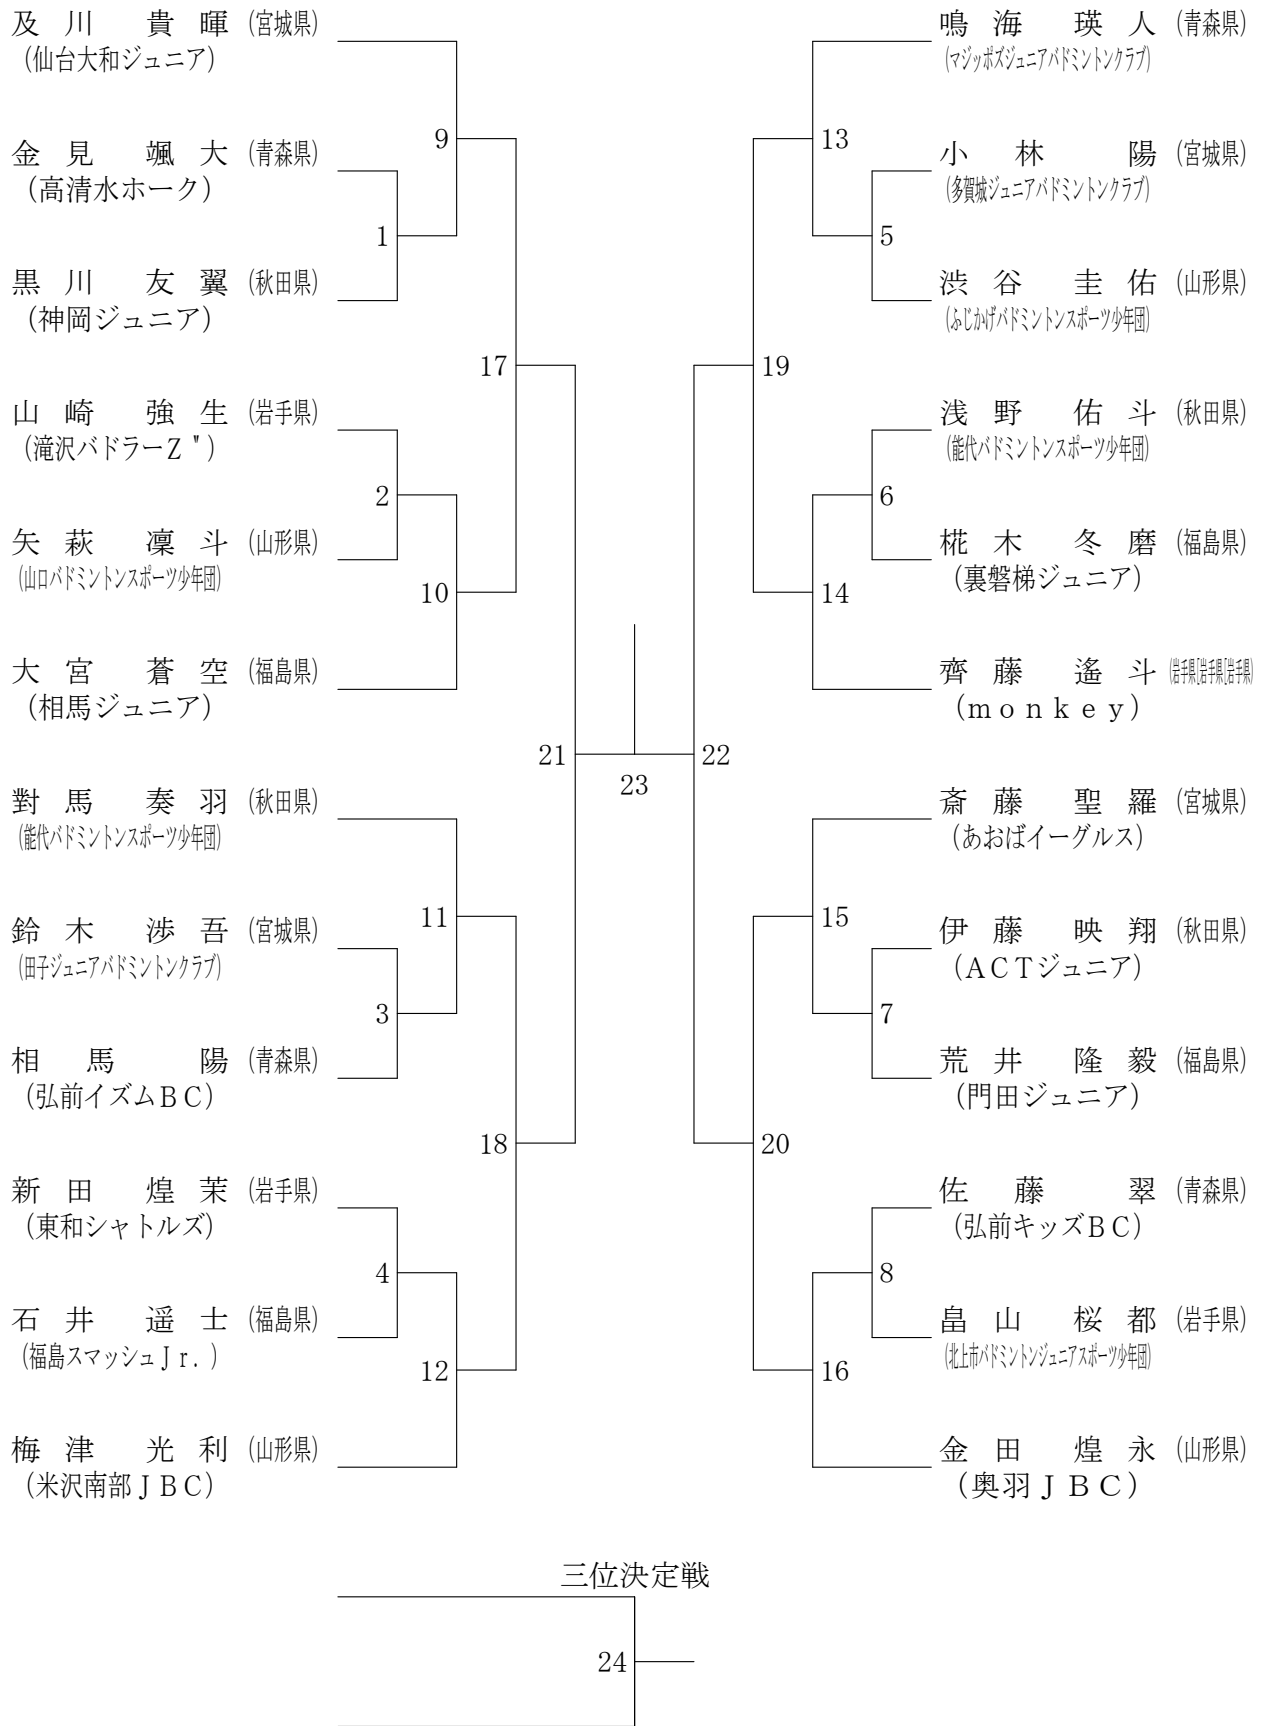 及川 貴暉 (宮城県)
(仙台大和ジュニア)
9
金見 颯大 (青森県)
(高清水ホーク)
1
黒川 友翼 (秋田県)
(神岡ジュニア)
17
山崎 強生 (岩手県)
(滝沢バドラーZ")
2
矢萩 凜斗 (山形県)
(山口バドミントンスポーツ少年団)
10
大宮 蒼空 (福島県)
(相馬ジュニア)
21
對馬 奏羽 (秋田県)
(能代バドミントンスポーツ少年団)
11
鈴木 渉吾 (宮城県)
(田子ジュニアバドミントンクラブ)
3
相馬 陽 (青森県)
(弘前イズムBC)
18
新田 煌茉 (岩手県)
(東和シャトルズ)
4
石井 遥士 (福島県)
(福島スマッシュJr.)
12
梅津 光利 (山形県)
(米沢南部JBC)
23
鳴海 瑛人 (青森県)
(マジッポズジュニアバドミントンクラブ)
13
小林 陽 (宮城県)
(多賀城ジュニアバドミントンクラブ)
5
渋谷 圭佑 (山形県)
(ふじかげバドミントンスポーツ少年団)
19
浅野 佑斗 (秋田県)
(能代バドミントンスポーツ少年団)
6
椛木 冬磨 (福島県)
(裏磐梯ジュニア)
14
齊藤 遙斗 (岩手県[岩手県[岩手県)
(monkey)
22
斎藤 聖羅 (宮城県)
(あおばイーグルス)
15
伊藤 映翔 (秋田県)
(ACTジュニア)
7
荒井 隆毅 (福島県)
(門田ジュニア)
20
佐藤 翠 (青森県)
(弘前キッズBC)
8
畠山 桜都 (岩手県)
(北上市バドミントンジュニアスポーツ少年団)
16
金田 煌永 (山形県)
(奥羽JBC)
三位決定戦
24